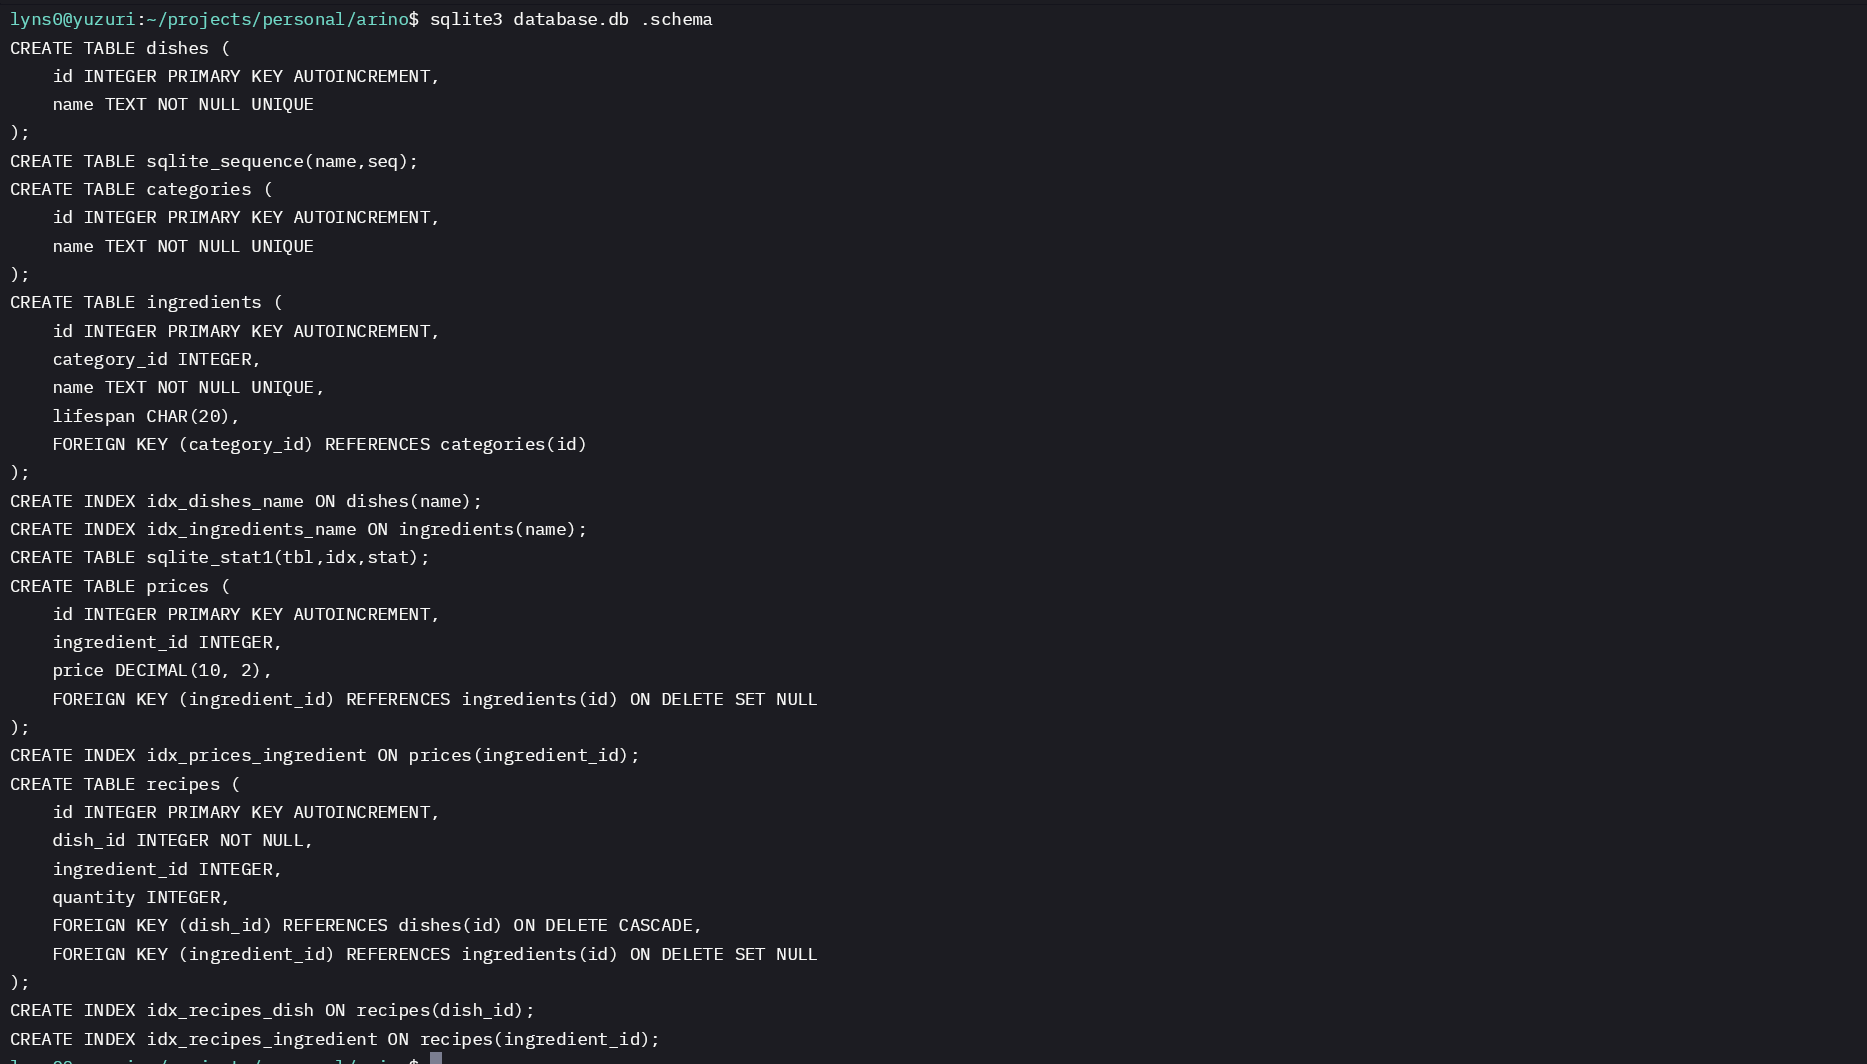 lyns0@yuzuri:~/projects/personal/arino$ sqlite3 database.db .schema
CREATE TABLE dishes (
    id INTEGER PRIMARY KEY AUTOINCREMENT,
    name TEXT NOT NULL UNIQUE
);
CREATE TABLE sqlite_sequence(name,seq);
CREATE TABLE categories (
    id INTEGER PRIMARY KEY AUTOINCREMENT,
    name TEXT NOT NULL UNIQUE
);
CREATE TABLE ingredients (
    id INTEGER PRIMARY KEY AUTOINCREMENT,
    category_id INTEGER,
    name TEXT NOT NULL UNIQUE,
    lifespan CHAR(20),
    FOREIGN KEY (category_id) REFERENCES categories(id)
);
CREATE INDEX idx_dishes_name ON dishes(name);
CREATE INDEX idx_ingredients_name ON ingredients(name);
CREATE TABLE sqlite_stat1(tbl,idx,stat);
CREATE TABLE prices (
    id INTEGER PRIMARY KEY AUTOINCREMENT,
    ingredient_id INTEGER,
    price DECIMAL(10, 2),
    FOREIGN KEY (ingredient_id) REFERENCES ingredients(id) ON DELETE SET NULL
);
CREATE INDEX idx_prices_ingredient ON prices(ingredient_id);
CREATE TABLE recipes (
    id INTEGER PRIMARY KEY AUTOINCREMENT,
    dish_id INTEGER NOT NULL,
    ingredient_id INTEGER,
    quantity INTEGER,
    FOREIGN KEY (dish_id) REFERENCES dishes(id) ON DELETE CASCADE,
    FOREIGN KEY (ingredient_id) REFERENCES ingredients(id) ON DELETE SET NULL
);
CREATE INDEX idx_recipes_dish ON recipes(dish_id);
CREATE INDEX idx_recipes_ingredient ON recipes(ingredient_id);